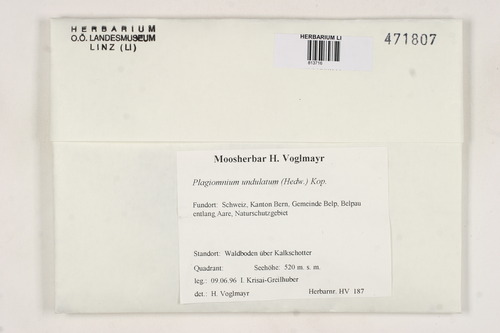 HERBARIUM
O.Ö. LANDESMUSEUM
LINZ (LI)
HERBARIUM LI
813716
471807
Moosherbar H. Voglmayr
Plagiomnium undulatum (Hedw.) Kop.
Fundort: Schweiz, Kanton Bern, Gemeinde Belp, Belpau
entlang Aare, Naturschutzgebiet
Standort: Waldboden über Kalkschotter
Quadrant: Seehöhe: 520 m. s. m.
leg.: 09.06.96 I. Krisai-Greilhuber
det.: H. Voglmayr Herbarnr. HV 187